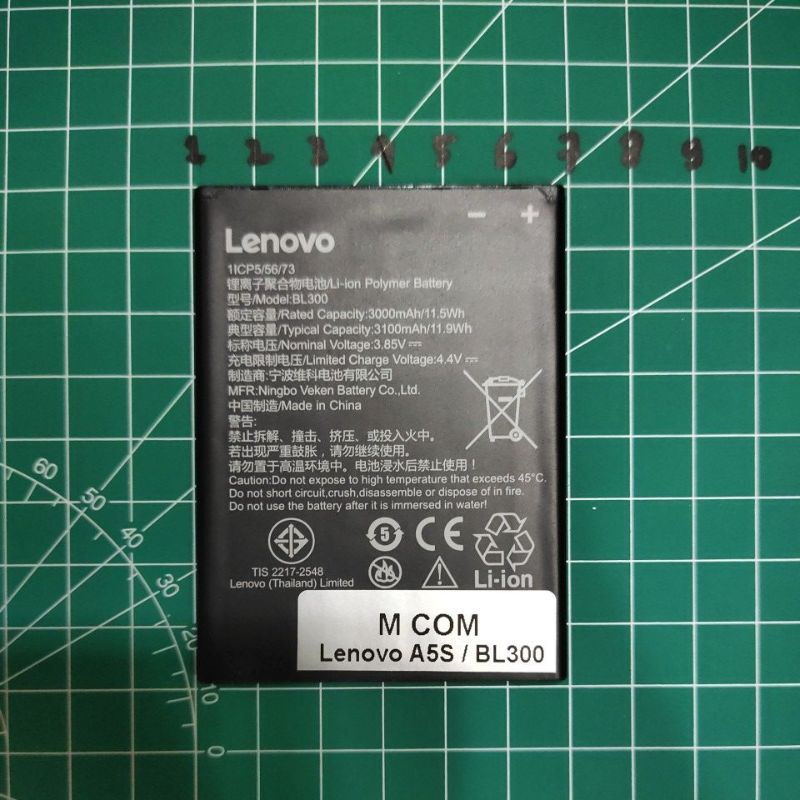 1 2 3 4 5 6 7 8 9 10
- +
Lenovo
1ICP5/56/73
锂离子聚合物电池/Li-ion Polymer Battery
型号/Model:BL300
额定容量/Rated Capacity:3000mAh/11.5Wh
典型容量/Typical Capacity:3100mAh/11.9Wh
标称电压/Nominal Voltage:3.85V⎓
充电限制电压/Limited Charge Voltage:4.4V⎓
制造商:宁波维科电池有限公司
MFR:Ningbo Veken Battery Co.,Ltd.
中国制造/Made in China
警告:
禁止拆解、撞击、挤压、或投入火中。
若出现严重鼓胀，请勿继续使用。
请勿置于高温环境中。电池浸水后禁止使用！
Caution:Do not expose to high temperature that exceeds 45°C.
Do not short circuit,crush,disassemble or dispose of in fire.
Do not use the battery after it is immersed in water!
5 CE
TIS 2217-2548
Lenovo (Thailand) Limited
Li-ion
M COM
Lenovo A5S / BL300
60
50
40
30
20
10
0